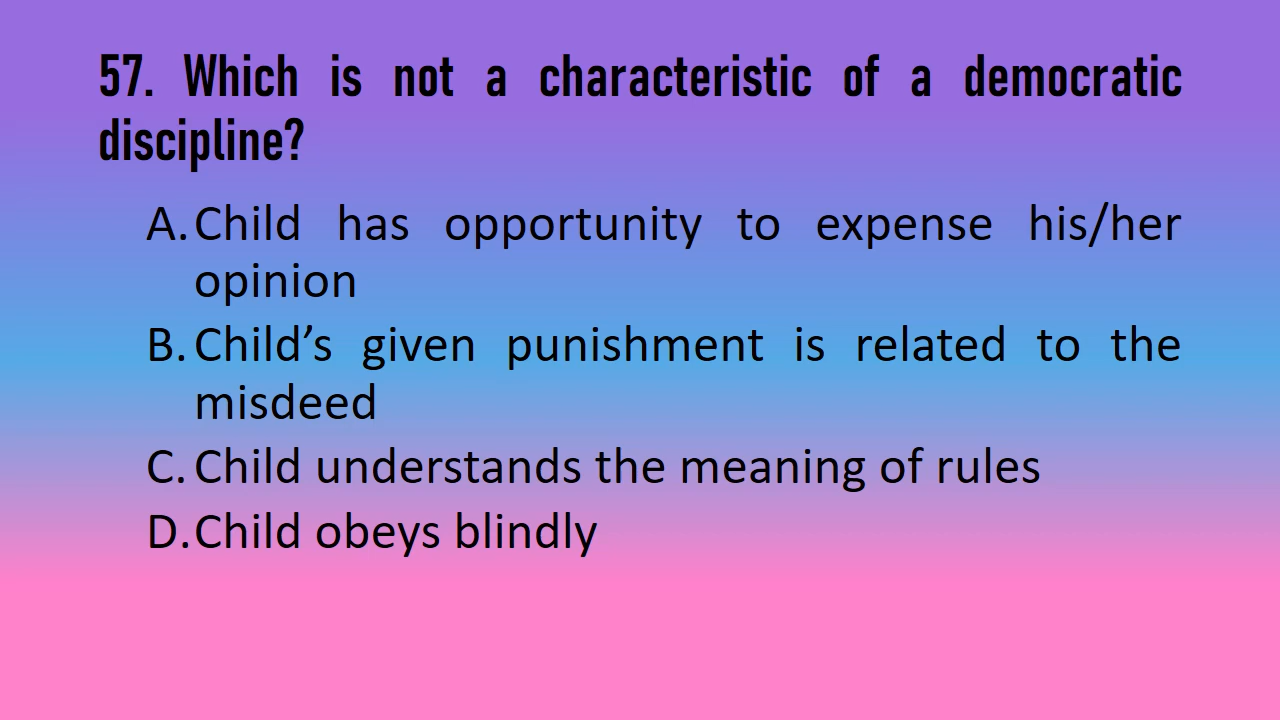 57. Which is not a characteristic of a democratic
discipline?
A. Child has opportunity to expense his/her
opinion
B. Child’s given punishment is related to the
misdeed
C. Child understands the meaning of rules
D. Child obeys blindly